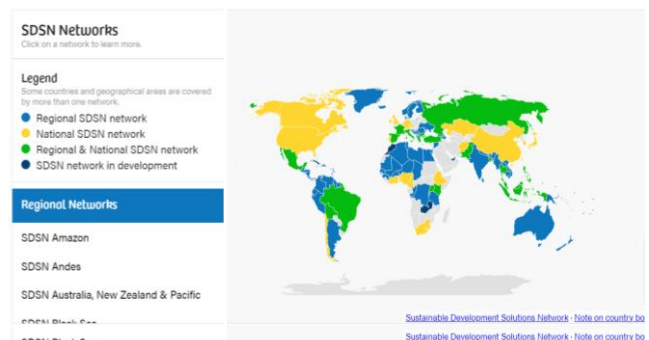 SDSN Networks
Click on a network to learn more.
Legend
Some countries and geographical areas are covered
by more than one network.
Regional SDSN network
National SDSN network
Regional & National SDSN network
SDSN network in development
Regional Networks
SDSN Amazon
SDSN Andes
SDSN Australia, New Zealand & Pacific
Sustainable Development Solutions Network · Note on country bo
Sustainable Development Solutions Network · Note on country bo